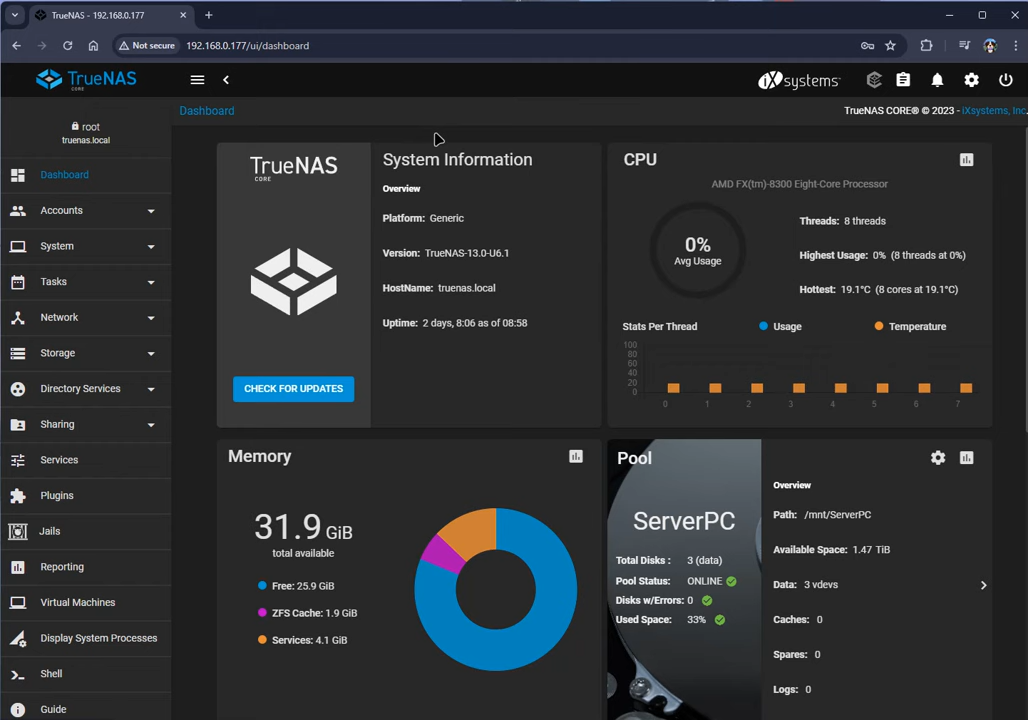 TrueNAS - 192.168.0.177
Not secure
192.168.0.177/ui/dashboard
TrueNAS
CORE
iXsystems
Dashboard
TrueNAS CORE® © 2023 - iXsystems, Inc.
root
truenas.local
Dashboard
Accounts
System
Tasks
Network
Storage
Directory Services
Sharing
Services
Plugins
Jails
Reporting
Virtual Machines
Display System Processes
Shell
Guide
TrueNAS
CORE
CHECK FOR UPDATES
System Information
Overview
Platform: Generic
Version: TrueNAS-13.0-U6.1
HostName: truenas.local
Uptime: 2 days, 8:06 as of 08:58
CPU
AMD FX(tm)-8300 Eight-Core Processor
0%
Avg Usage
Threads: 8 threads
Highest Usage: 0% (8 threads at 0%)
Hottest: 19.1°C (8 cores at 19.1°C)
Stats Per Thread
Usage
Temperature
100
80
60
40
20
0
0 1 2 3 4 5 6 7
Memory
31.9 GiB
total available
Free: 25.9 GiB
ZFS Cache: 1.9 GiB
Services: 4.1 GiB
Pool
ServerPC
Total Disks : 3 (data)
Pool Status: ONLINE
Disks w/Errors: 0
Used Space: 33%
Overview
Path: /mnt/ServerPC
Available Space: 1.47 TiB
Data: 3 vdevs
Caches: 0
Spares: 0
Logs: 0